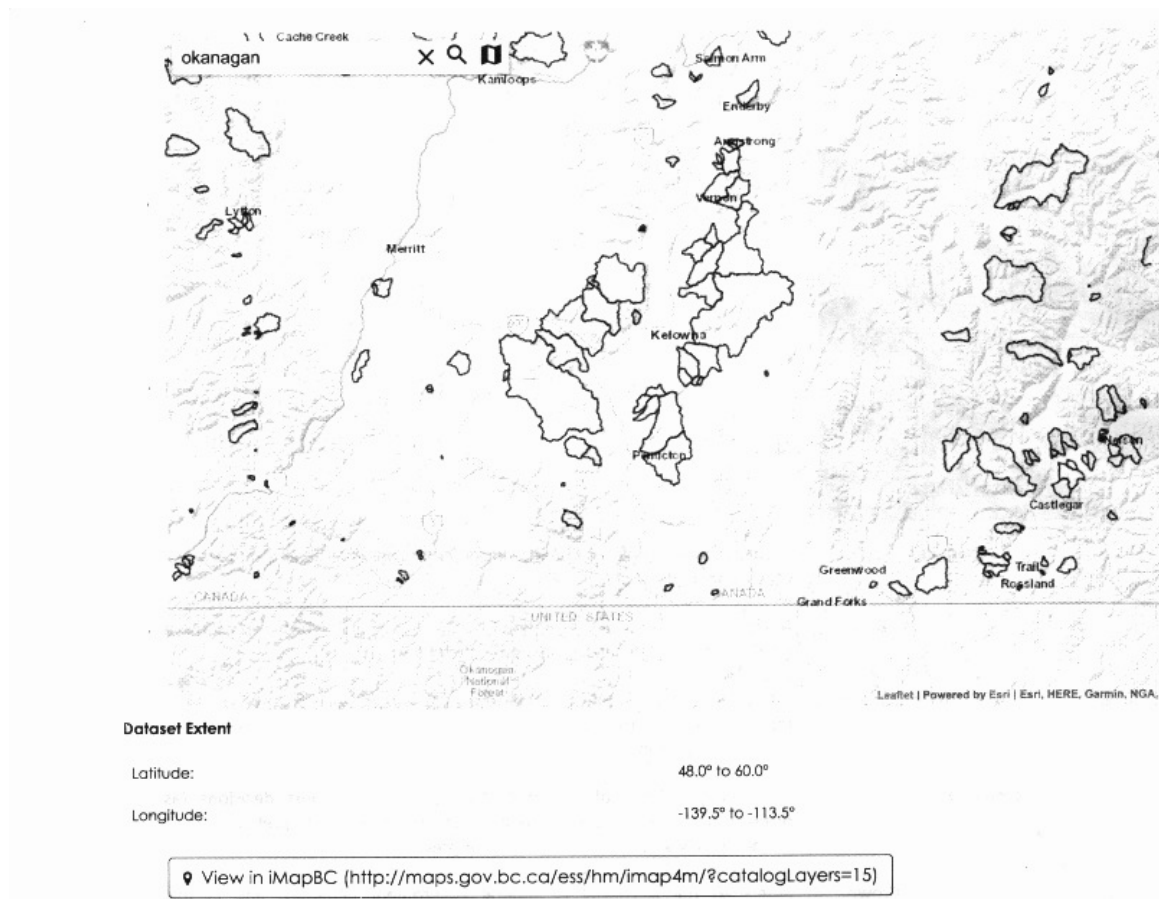 Cache Creek
okanagan
Salmon Arm
Kamloops
Enderby
Armstrong
Vernon
Lytton
Merritt
Kelowna
Penticton
Nelson
Castlegar
Greenwood
Trail
Rossland
Grand Forks
CANADA
CANADA
UNITED STATES
Okanogan
National
Forest
Leaflet | Powered by Esri | Esri, HERE, Garmin, NGA,
Dataset Extent
Latitude: 48.0° to 60.0°
Longitude: -139.5° to -113.5°
View in iMapBC (http://maps.gov.bc.ca/ess/hm/imap4m/?catalogLayers=15)